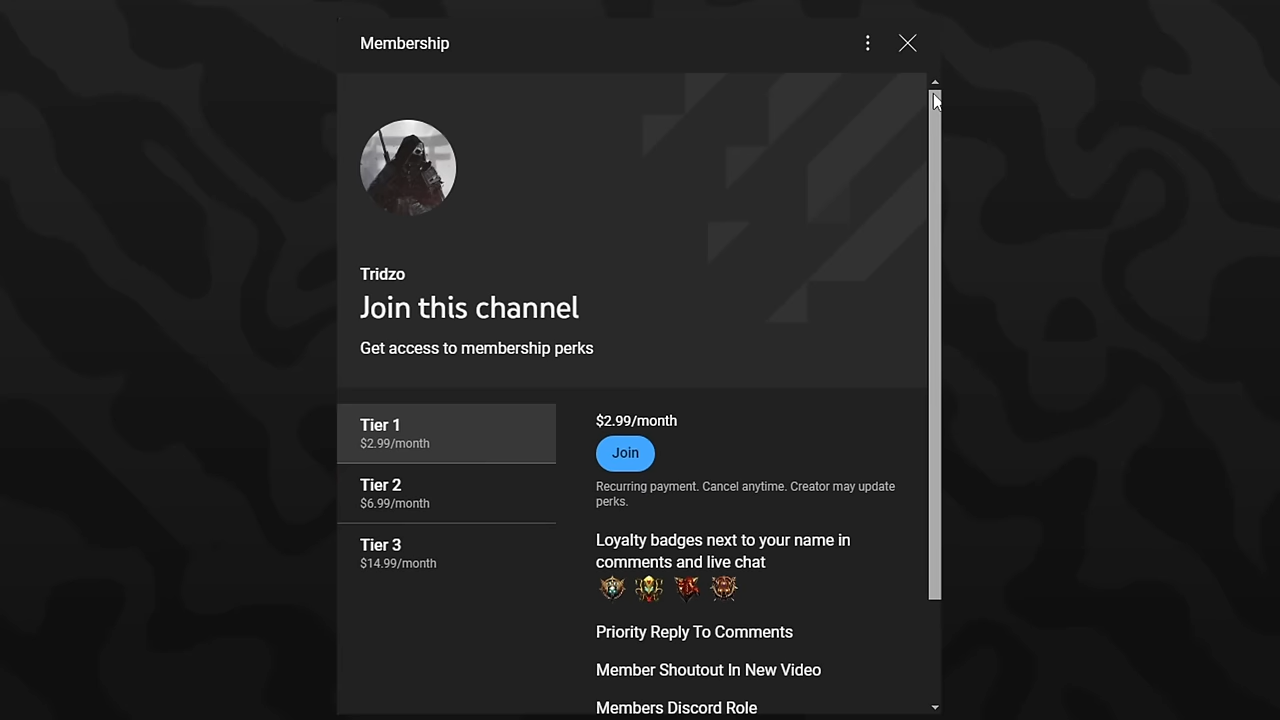 Membership
Tridzo
Join this channel
Get access to membership perks
Tier 1
$2.99/month
Tier 2
$6.99/month
Tier 3
$14.99/month
$2.99/month
Join
Recurring payment. Cancel anytime. Creator may update
perks.
Loyalty badges next to your name in
comments and live chat
Priority Reply To Comments
Member Shoutout In New Video
Members Discord Role